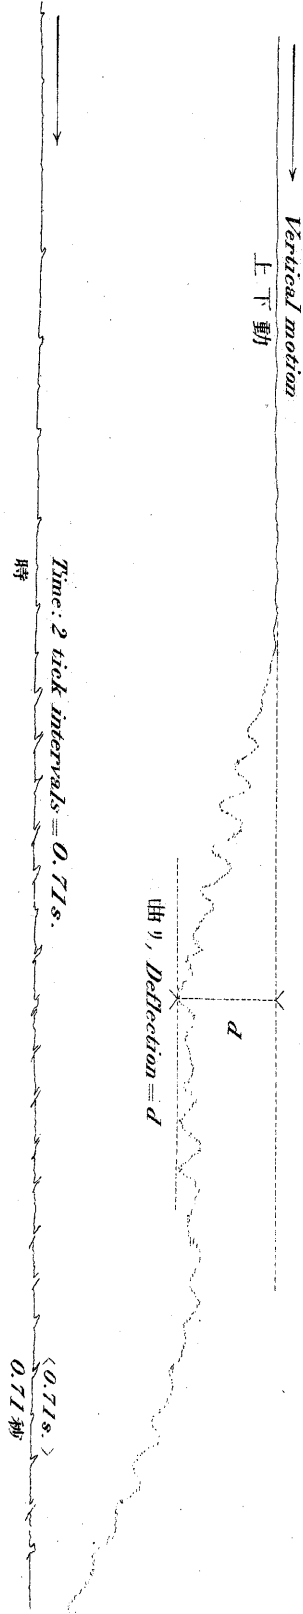 Vertical motion
上下動
d
曲り, Deflection=d
Time: 2 tick intervals=0.71s.
時
〈0.71s.〉
0.71秒